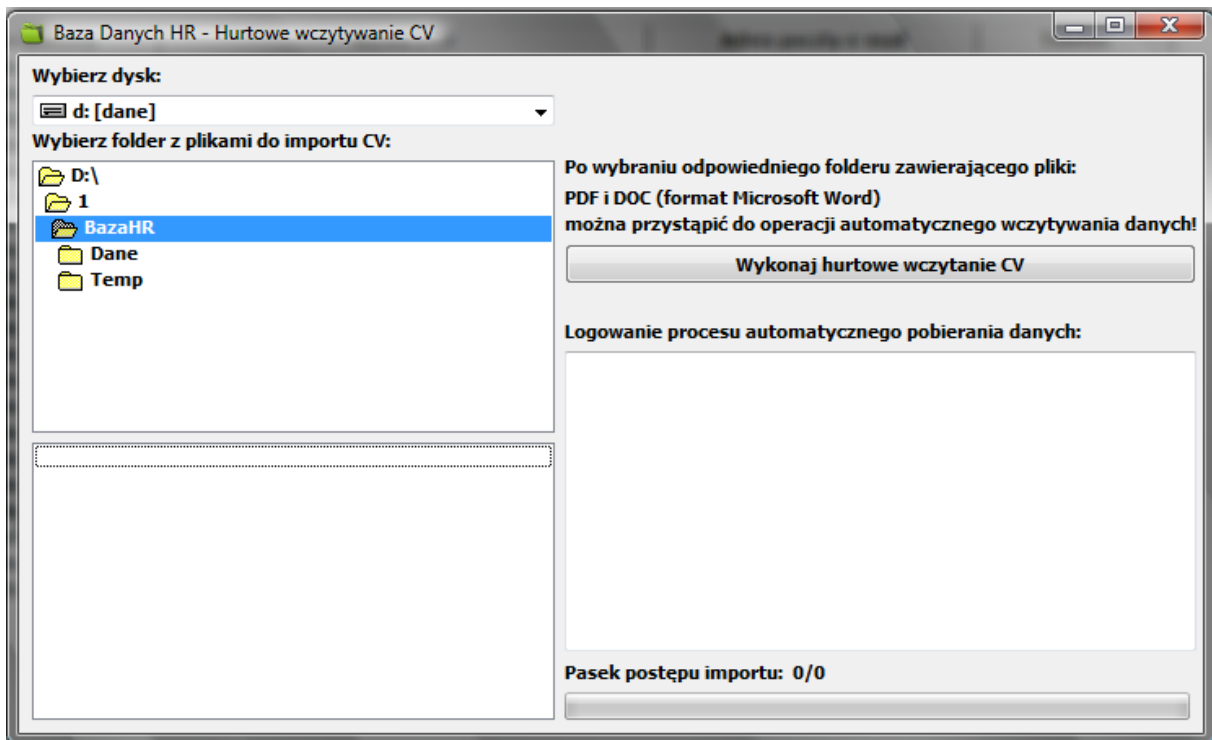 Baza Danych HR - Hurtowe wczytywanie CV
Wybierz dysk:
d: [dane]
Wybierz folder z plikami do importu CV:
D:\
1
BazaHR
Dane
Temp
Po wybraniu odpowiedniego folderu zawierającego pliki:
PDF i DOC (format Microsoft Word)
można przystąpić do operacji automatycznego wczytywania danych!
Wykonaj hurtowe wczytanie CV
Logowanie procesu automatycznego pobierania danych:
Pasek postępu importu: 0/0